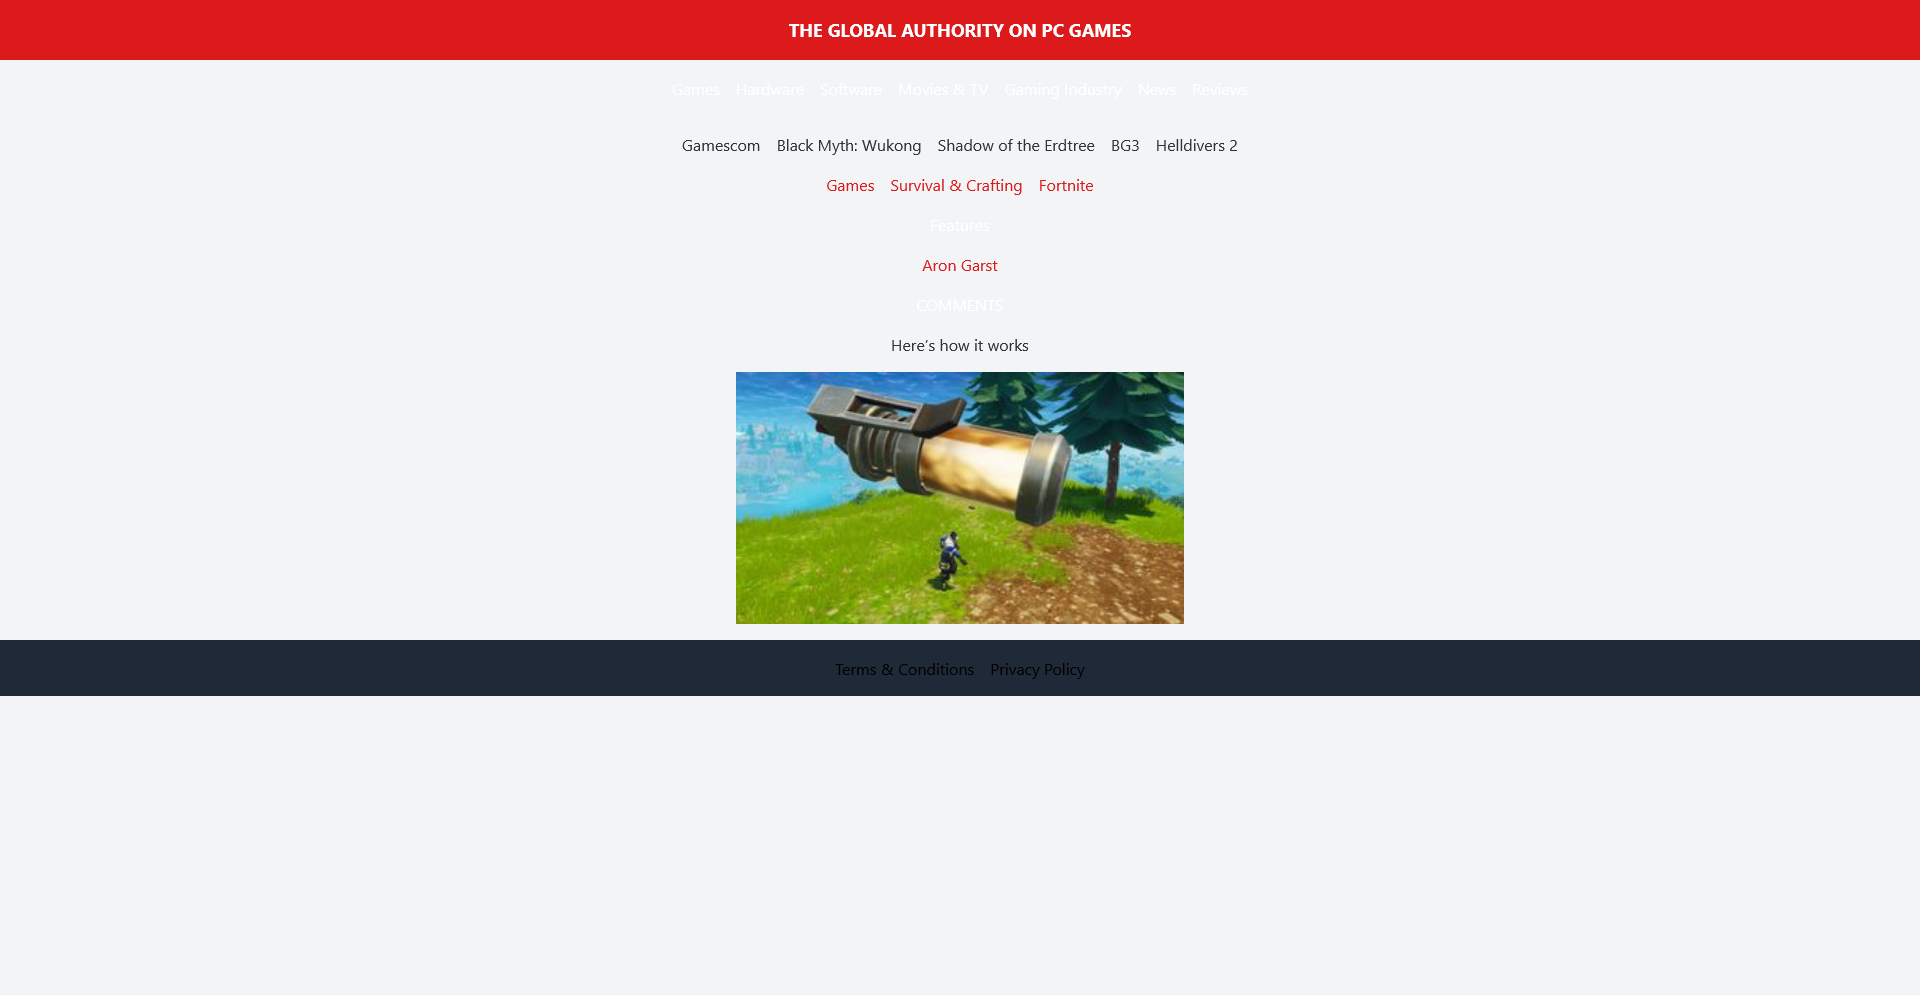 THE GLOBAL AUTHORITY ON PC GAMES
Games Hardware Software Movies & TV Gaming Industry News Reviews
Gamescom Black Myth: Wukong Shadow of the Erdtree BG3 Helldivers 2
Games Survival & Crafting Fortnite
Features
Aron Garst
COMMENTS
Here's how it works
Terms & Conditions Privacy Policy